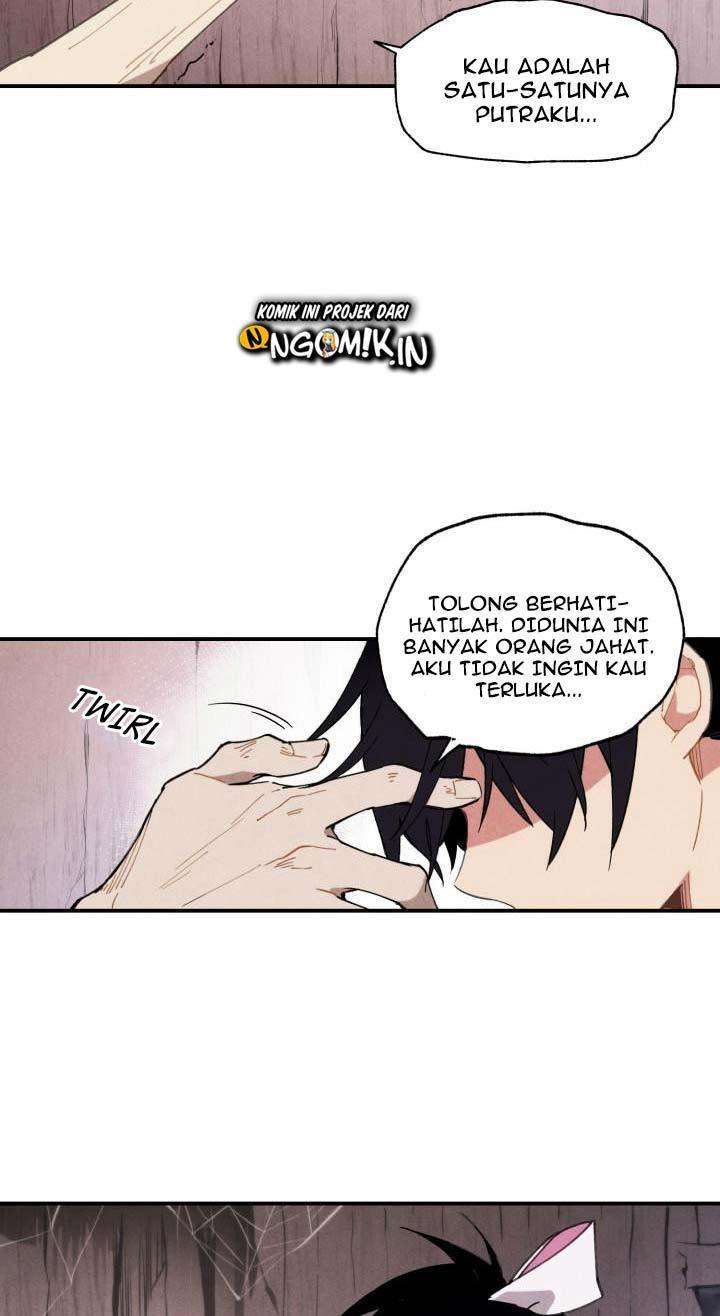 KAU ADALAH
SATU-SATUNYA
PUTRAKU...
KOMIK INI PROJEK DARI
NGOM!K.IN
TOLONG BERHATI-
HATILAH. DIDUNIA INI
BANYAK ORANG JAHAT.
AKU TIDAK INGIN KAU
TERLUKA...
TWIRL